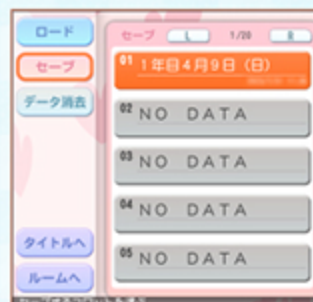 ロード
セーブ
データ消去
タイトルへ
ルームへ
セーブ L 1/20 R
01 1年目4月9日(日)
02 NO DATA
03 NO DATA
04 NO DATA
05 NO DATA